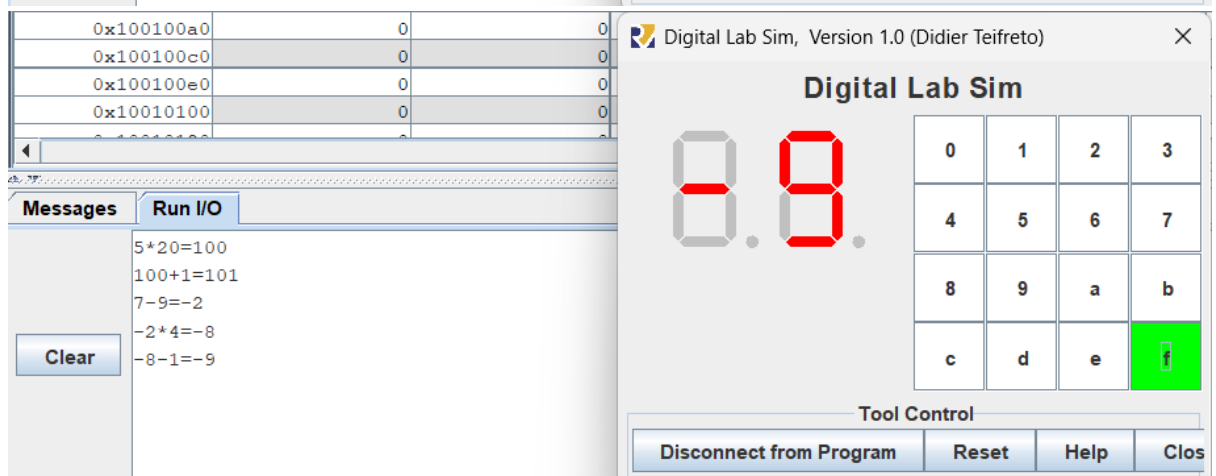 0x100100a0 0 0
0x100100c0 0 0
0x100100e0 0 0
0x10010100 0 0
Messages Run I/O
5*20=100
100+1=101
7-9=-2
-2*4=-8
-8-1=-9
Clear
Digital Lab Sim, Version 1.0 (Didier Teifreto)
Digital Lab Sim
-9
0 1 2 3
4 5 6 7
8 9 a b
c d e f
Tool Control
Disconnect from Program Reset Help Clos